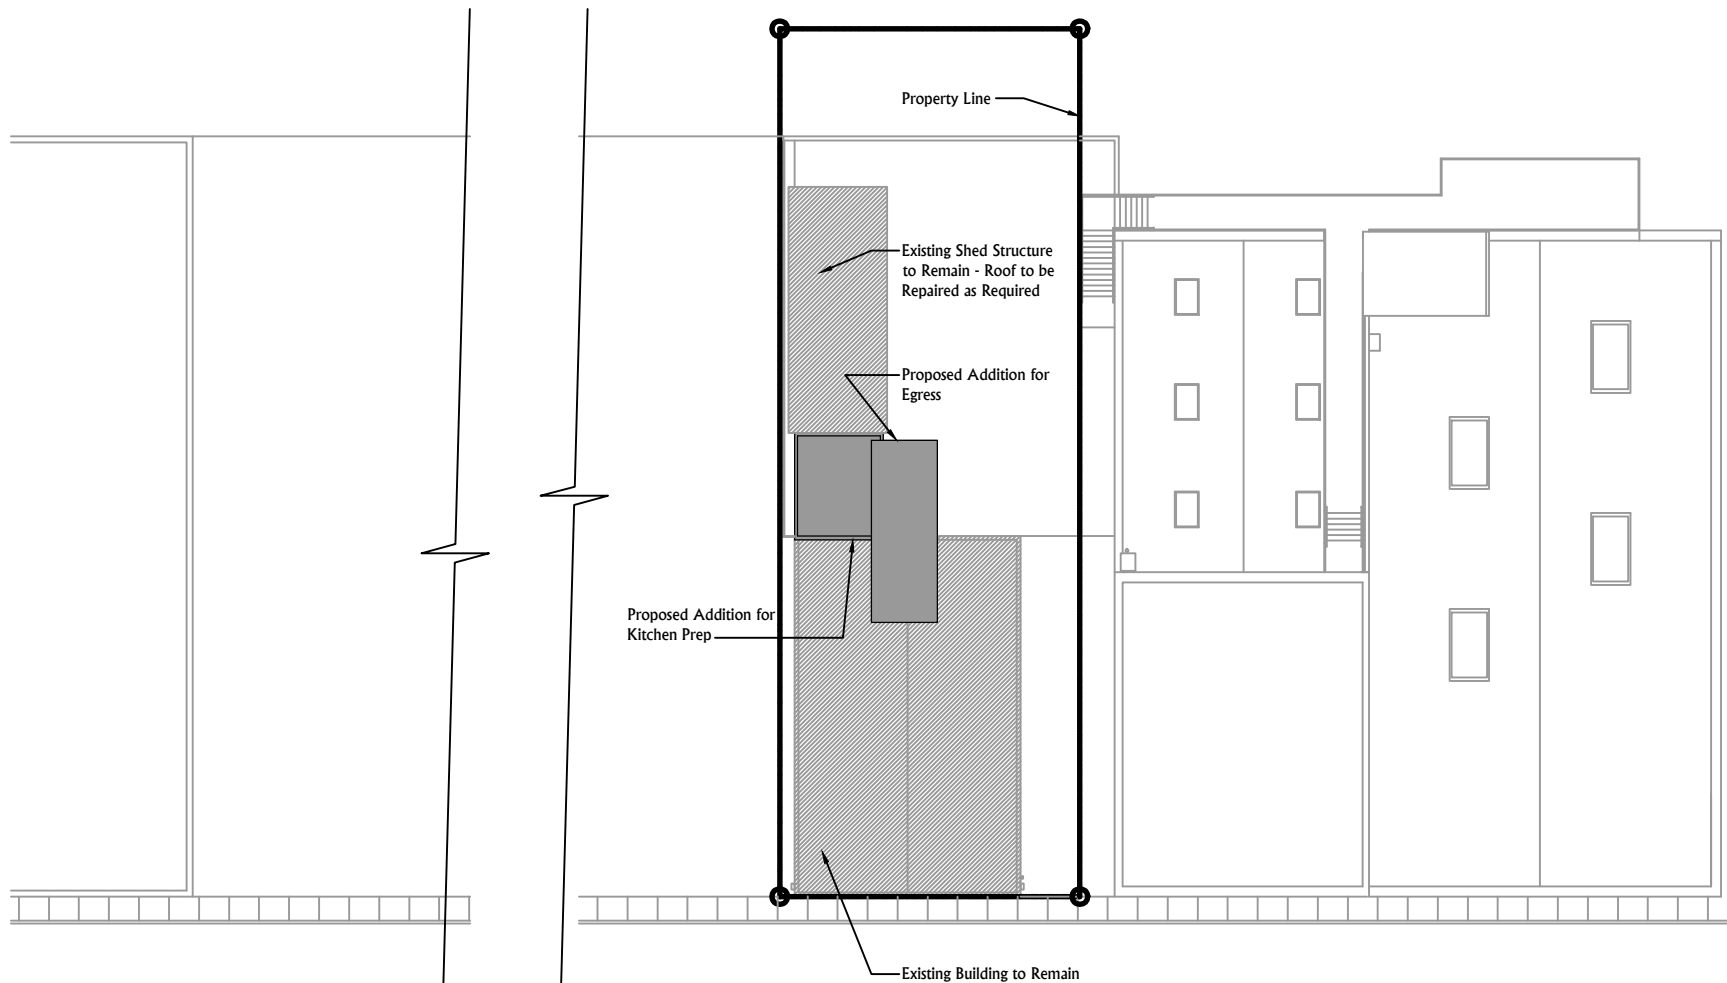 Property Line
Existing Shed Structure
to Remain - Roof to be
Repaired as Required
Proposed Addition for
Egress
Proposed Addition for
Kitchen Prep
Existing Building to Remain